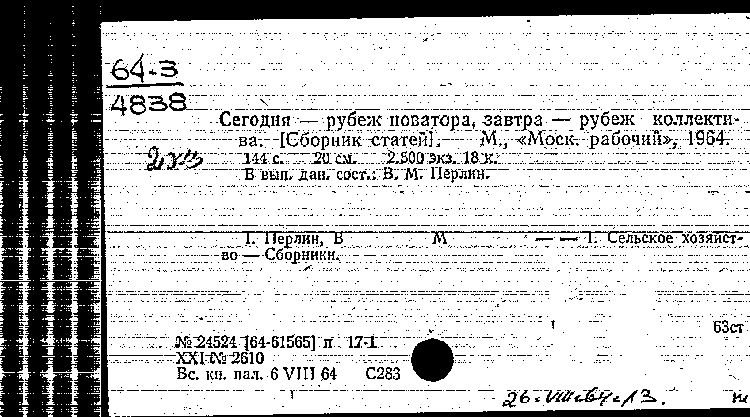 64-3
4838
Сегодня — рубеж новатора, завтра — рубеж коллекти-
ва. [Сборник статей]. М., «Моск. рабочий», 1964.
144 с. 20 см. 2.500 экз. 18 к.
В вып. дан. сост.: В. М. Перлин.
I. Перлин, В М — — 1. Сельское хозяйст-
во — Сборники.
63ст
№ 24524 [64-61565] п 17-1
XXI № 2610
Вс. кн. пал. 6 VIII 64 С283
26.VIII.64.13.